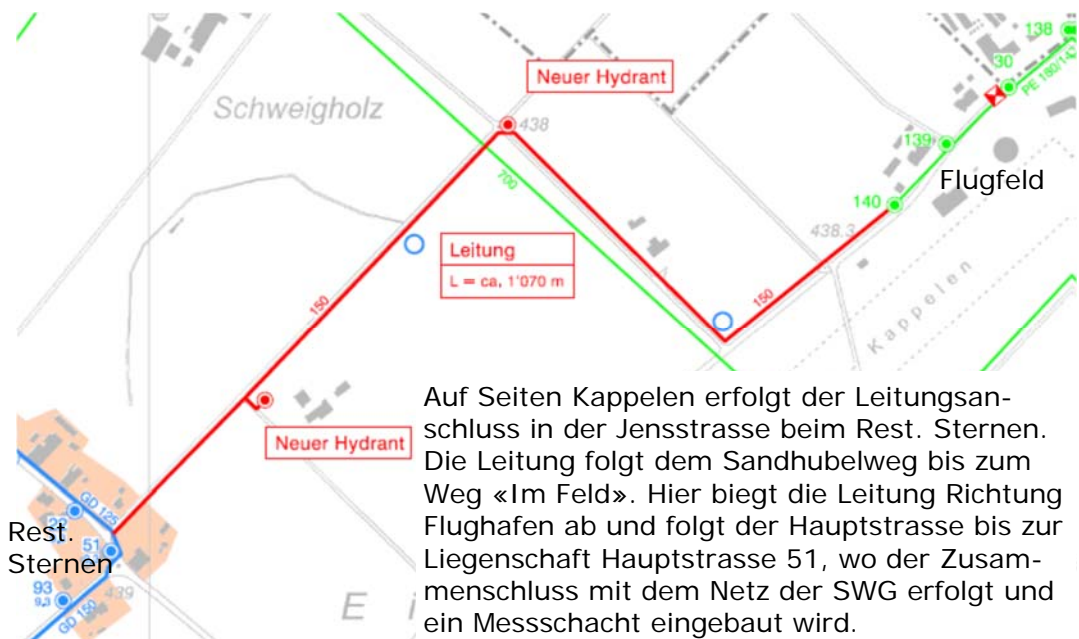 138
30
PE 160/147
Neuer Hydrant
Schweigholz
438
139
Flugfeld
700
140
438.3
Leitung
L = ca. 1'070 m
150
150
Kappelen
Neuer Hydrant
Auf Seiten Kappelen erfolgt der Leitungsan-
schluss in der Jensstrasse beim Rest. Sternen.
Die Leitung folgt dem Sandhubelweg bis zum
Weg «Im Feld». Hier biegt die Leitung Richtung
Flughafen ab und folgt der Hauptstrasse bis zur
Liegenschaft Hauptstrasse 51, wo der Zusam-
menschluss mit dem Netz der SWG erfolgt und
ein Messschacht eingebaut wird.
GD 125
Rest.
Sternen
51
93
9,3
439
GD 150
E i